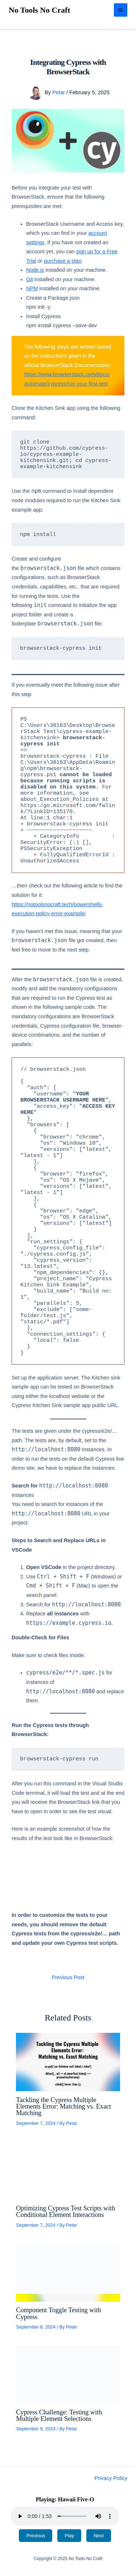 No Tools No Craft
Integrating Cypress with
BrowserStack
By Petar / February 5, 2025
Before you integrate your test with
BrowserStack, ensure that the following
prerequisites are met:
BrowserStack Username and Access key,
which you can find in your account
settings. If you have not created an
account yet, you can sign up for a Free
Trial or purchase a plan.
Node.js installed on your machine.
Git installed on your machine.
NPM installed on your machine.
Create a Package.json
npm init -y
Install Cypress
npm install cypress –save-dev
The following steps are written based
on the instructions given in the
official BrowserStack Documentation:
https://www.browserstack.com/docs/
automate/cypress/run-your-first-test
Clone the Kitchen Sink app using the following
command:
git clone
https://github.com/cypress-
io/cypress-example-
kitchensink.git; cd cypress-
example-kitchensink
Use the NPM command to install dependent
node modules required to run the Kitchen Sink
example app:
npm install
Create and configure
the browserstack.json file which contains
configurations, such as BrowserStack
credentials, capabilities, etc., that are required
for running the tests. Use the
following init command to initialize the app
project folder and create a
boilerplate browserstack.json file:
browserstack-cypress init
If you eventually meet the following issue after
this step
PS
C:\Users\38163\Desktop\Browse
rStack Test\cypress-example-
kitchensink> browserstack-
cypress init
>>
browserstack-cypress : File
C:\Users\38163\AppData\Roamin
g\npm\browserstack-
cypress.ps1 cannot be loaded
because running scripts is
disabled on this system. For
more information, see
about_Execution_Policies at
https:/go.microsoft.com/fwlin
k/?LinkID=135170.
At line:1 char:1
+ browserstack-cypress init
+ ~~~~~~~~~~~~~~~~~~~
+ CategoryInfo :
SecurityError: (:) [],
PSSecurityException
+ FullyQualifiedErrorId :
UnauthorizedAccess
…then check out the following article to find the
solution for it.
https://notoolsnocraft.tech/powershells-
execution-policy-error-example/
If you haven't met this issue, meaning that your
browserstack.json file got opened, then
feel free to move to the next step.
After the browserstack.json file is created,
modify and add the mandatory configurations
that are required to run your Cypress test as
shown in the following sample code. The
mandatory configurations are BrowserStack
credentials, Cypress configuration file, browser-
device combinations, and the number of
parallels:
// browserstack.json
{
"auth": {
"username": "YOUR
BROWSERSTACK USERNAME HERE",
"access_key": "ACCESS KEY
HERE"
},
"browsers": [
{
"browser": "chrome",
"os": "Windows 10",
"versions": ["latest",
"latest - 1"]
},
{
"browser": "firefox",
"os": "OS X Mojave",
"versions": ["latest",
"latest - 1"]
},
{
"browser": "edge",
"os": "OS X Catalina",
"versions": ["latest"]
}
],
"run_settings": {
"cypress_config_file":
"./cypress.config.js",
"cypress_version":
"13.latest",
"npm_dependencies": {},
"project_name": "Cypress
Kitchen Sink Example",
"build_name": "Build no:
1",
"parallels": 5,
"exclude": ["some-
folder/test.js",
"static/*.pdf"]
},
"connection_settings": {
"local": false
}
}
Set up the application server. The Kitchen sink
sample app can be tested on BrowserStack
using either the localhost website or the
Cypress Kitchen Sink sample app public URL.
The tests are given under the cypress/e2e/…
path The tests are, by default, set to the
http://localhost:8080 instances. In
order to run the tests on the default Cypress live
demo site, we have to replace the instances.
Search for http://localhost:8080
instances
You need to search for instances of the
http://localhost:8080 URL in your
project.
Steps to Search and Replace URLs in
VSCode
1. Open VSCode in the project directory.
2. Use Ctrl + Shift + F (Windows) or
Cmd + Shift + F (Mac) to open the
search panel.
3. Search for http://localhost:8080.
4. Replace all instances with
https://example.cypress.io.
Double-Check for Files
Make sure to check files inside:
1. cypress/e2e/**/*.spec.js for
instances of
http://localhost:8080 and replace
them.
Run the Cypress tests through
BrowserStack:
browserstack-cypress run
After you run this command in the Visual Studio
Code terminal, it will load the test and at the end
you will receive the BrowserStack link you have
to open in order to see the test visual.
Here is an example screenshot of how the
results of the test look like in BrowserStack:
In order to customize the tests to your
needs, you should remove the default
Cypress tests from the cypress/e2e/… path
and update your own Cypress test scripts.
Previous Post
Related Posts
Tackling the Cypress Multiple
Elements Error: Matching vs.
Exact Matching
Tackling the Cypress Multiple
Elements Error: Matching vs. Exact
Matching
September 7, 2024 / By Petar
Optimizing Cypress Test Scripts with
Conditional Element Interactions
September 7, 2024 / By Petar
Component Toggle Testing with
Cypress
September 8, 2024 / By Petar
Cypress Challenge: Testing with
Multiple Element Selections
September 9, 2024 / By Petar
Privacy Policy
Playing: Hawaii Five-O
0:00 / 1:53
Previous Play Next
Copyright © 2025 No Tools No Craft